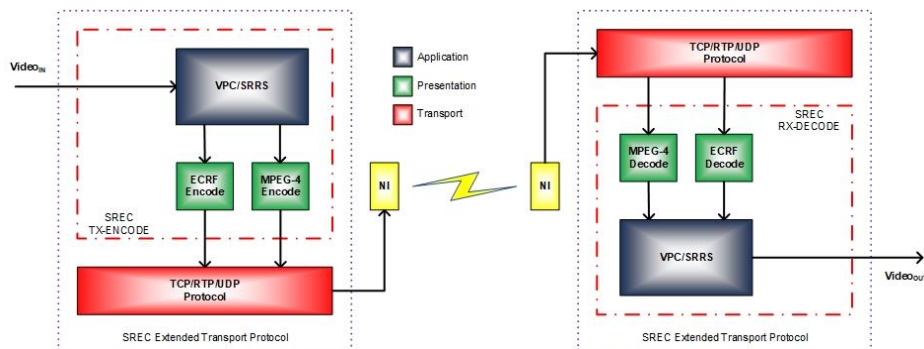 VideoIN
VPC/SRRS
ECRF
Encode
MPEG-4
Encode
SREC
TX-ENCODE
TCP/RTP/UDP
Protocol
SREC Extended Transport Protocol
Application
Presentation
Transport
NI
NI
TCP/RTP/UDP
Protocol
SREC
RX-DECODE
MPEG-4
Decode
ECRF
Decode
VPC/SRRS
VideoOUT
SREC Extended Transport Protocol